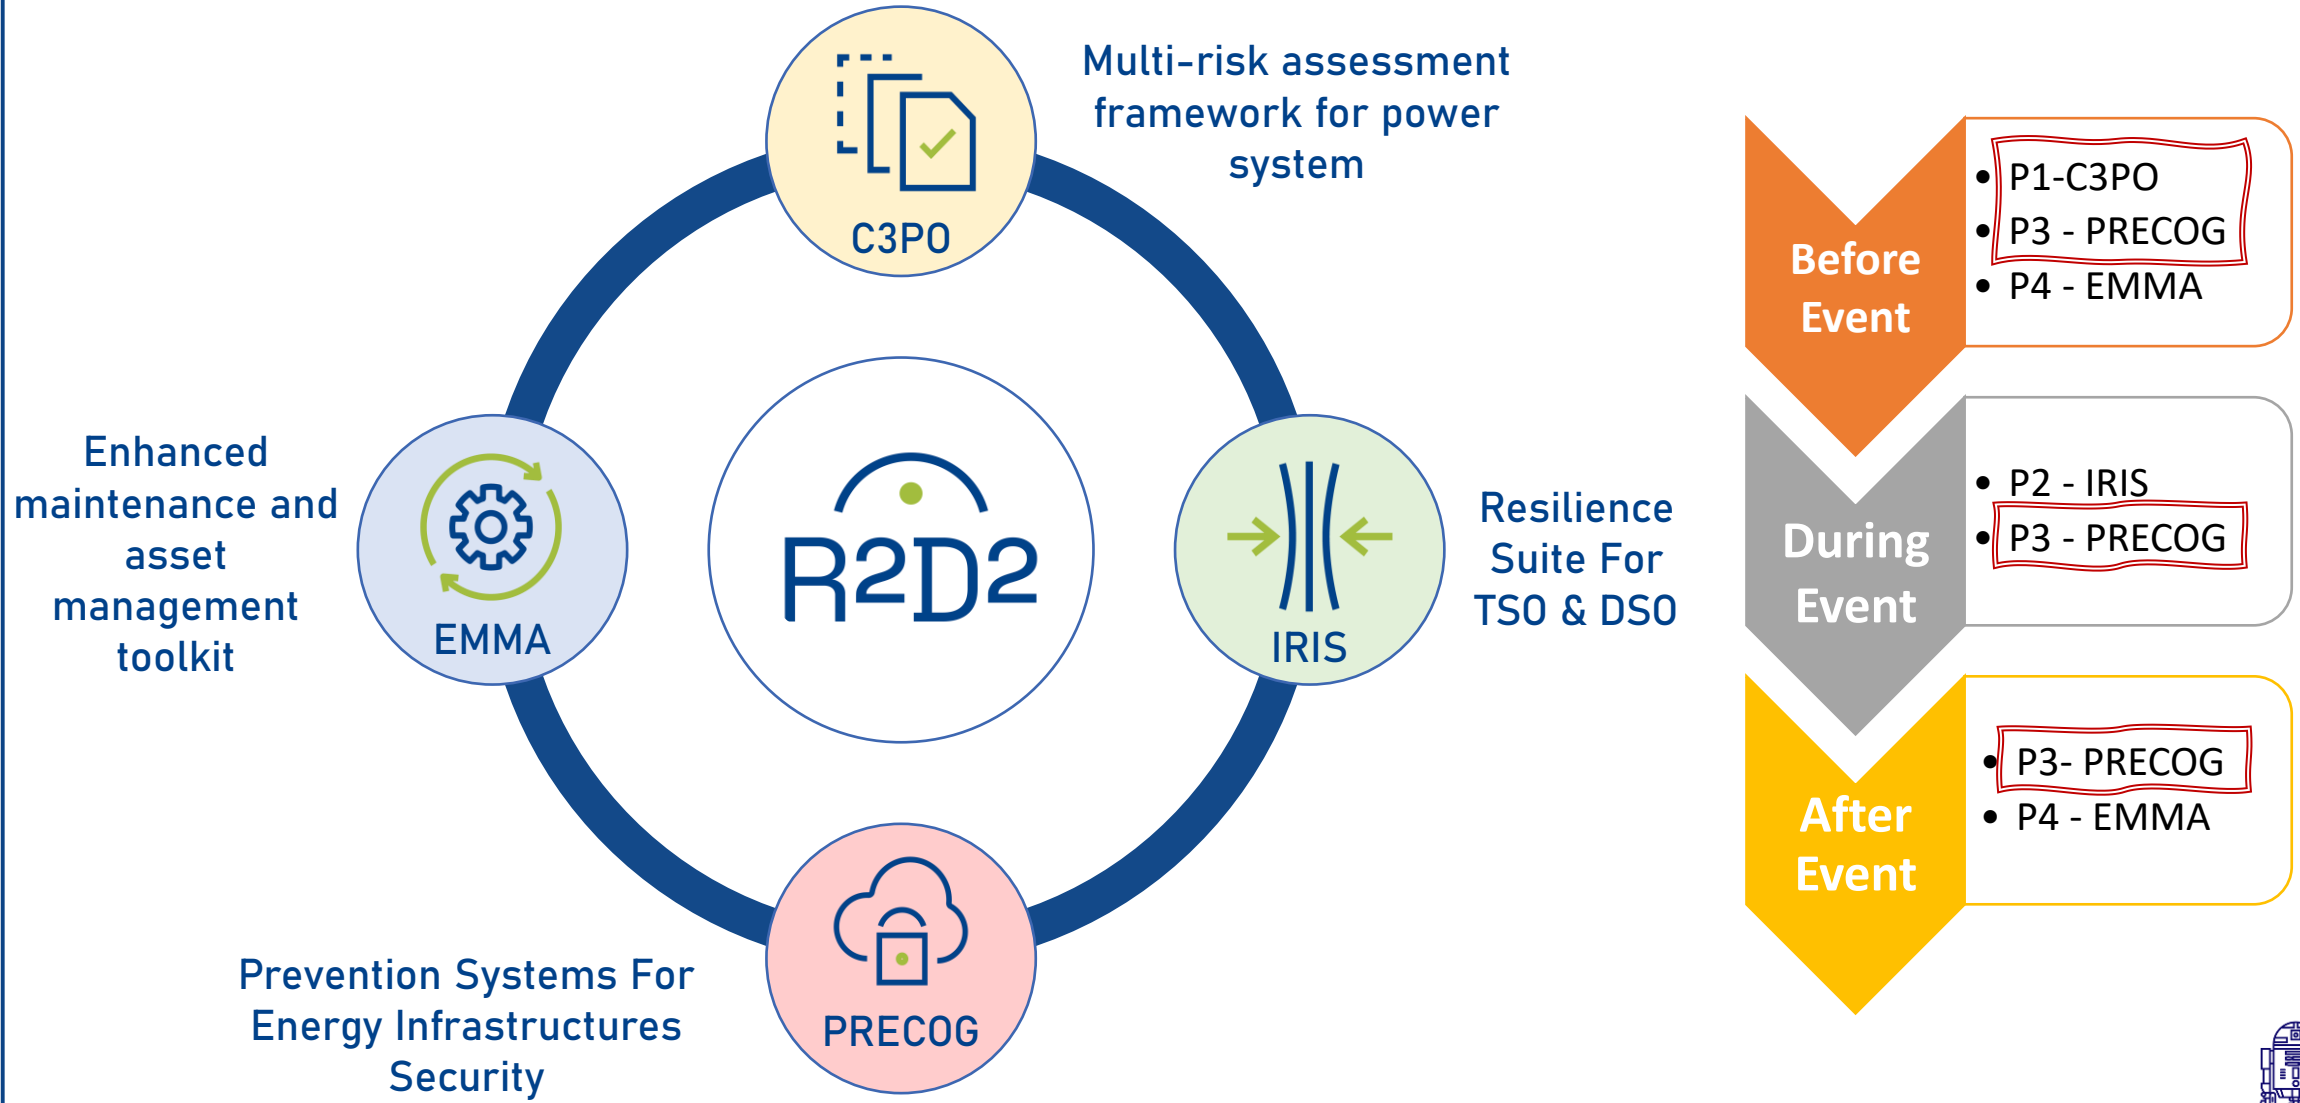 Multi-risk assessment
framework for power
system
C3PO
Enhanced
maintenance and
asset
management
toolkit
EMMA
R2D2
IRIS
Resilience
Suite For
TSO & DSO
Prevention Systems For
Energy Infrastructures
Security
PRECOG
Before
Event
• P1-C3PO
• P3 - PRECOG
• P4 - EMMA
During
Event
• P2 - IRIS
• P3 - PRECOG
After
Event
• P3- PRECOG
• P4 - EMMA